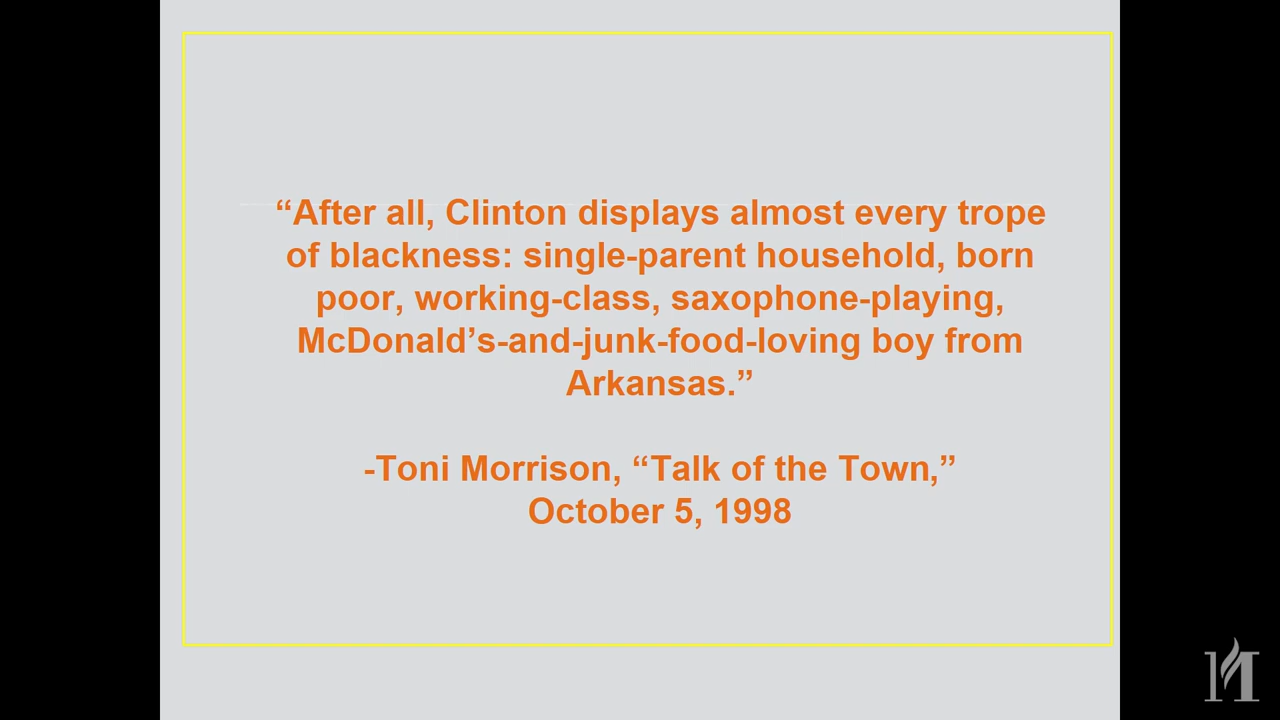 “After all, Clinton displays almost every trope
of blackness: single-parent household, born
poor, working-class, saxophone-playing,
McDonald’s-and-junk-food-loving boy from
Arkansas.”
-Toni Morrison, “Talk of the Town,”
October 5, 1998